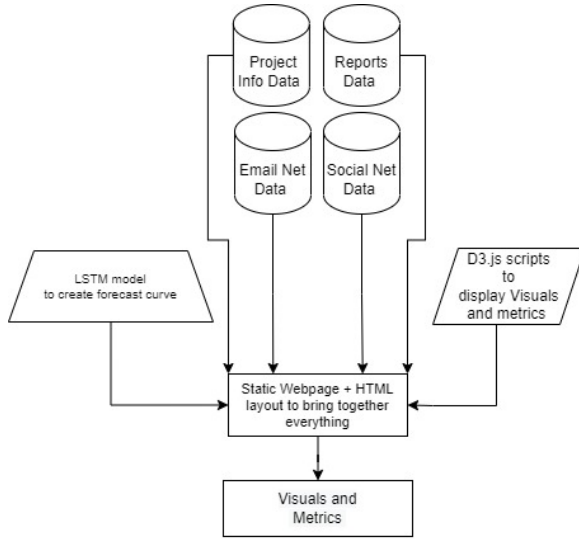 Project
Info Data
Reports
Data
Email Net
Data
Social Net
Data
LSTM model
to create forecast curve
D3.js scripts
to
display Visuals
and metrics
Static Webpage + HTML
layout to bring together
everything
Visuals and
Metrics